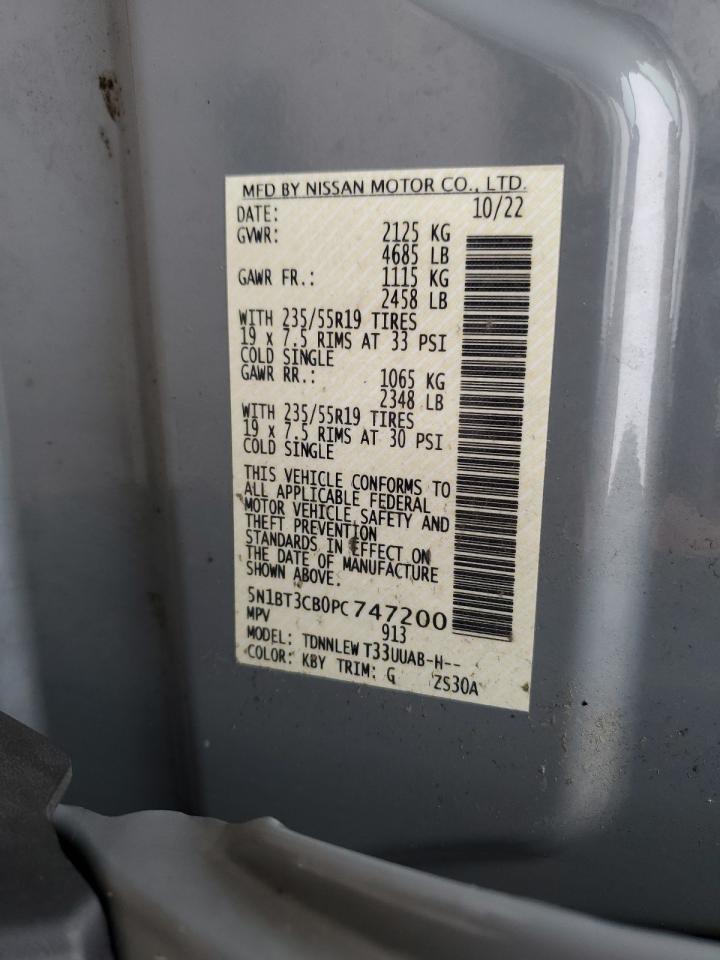 MFD BY NISSAN MOTOR CO., LTD.
DATE: 10/22
GVWR: 2125 KG
4685 LB
GAWR FR.: 1115 KG
2458 LB
WITH 235/55R19 TIRES
19 x 7.5 RIMS AT 33 PSI
COLD SINGLE
GAWR RR.: 1065 KG
2348 LB
WITH 235/55R19 TIRES
19 x 7.5 RIMS AT 30 PSI
COLD SINGLE
THIS VEHICLE CONFORMS TO
ALL APPLICABLE FEDERAL
MOTOR VEHICLE SAFETY AND
THEFT PREVENTION
STANDARDS IN EFFECT ON
THE DATE OF MANUFACTURE
SHOWN ABOVE.
5N1BT3CB0PC747200
MPV 913
MODEL: TDNNLEW T33UUAB-H--
COLOR: KBY TRIM: G ZS30A